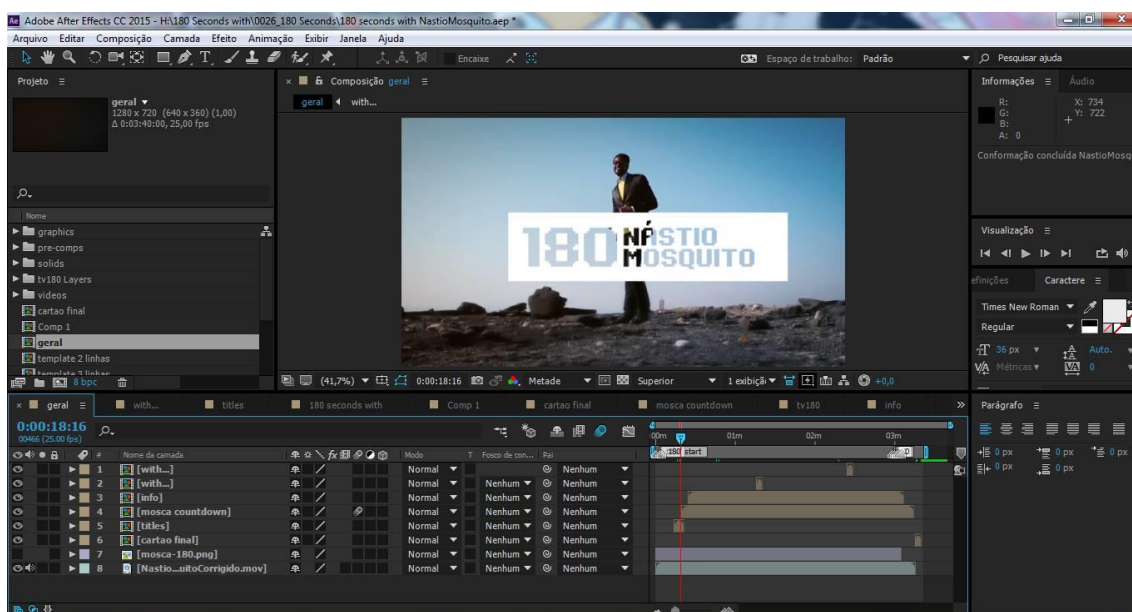 Adobe After Effects CC 2015 - H:\180 Seconds with\0026_180 Seconds\180 seconds with NastioMosquito.aep *
Arquivo Editar Composição Camada Efeito Animação Exibir Janela Ajuda
Encaixe
Espaço de trabalho: Padrão
Pesquisar ajuda
Projeto
geral
1280 x 720 (640 x 360) (1,00)
Δ 0:03:40:00, 25,00 fps
Nome
graphics
pre-comps
solids
tv180 Layers
videos
cartao final
Comp 1
geral
template 2 linhas
template 3 linhas
8 bpc
Composição geral
geral with...
180 NÁSTIO
MOSQUITO
(41,7%) 0:00:18:16 Metade Superior 1 exibiçã +0,0
Informações Áudio
R: X: 734
G: Y: 722
B:
A: 0
Conformação concluída NastioMosq
Visualização
efinições Caractere
Times New Roman
Regular
36 px Auto.
Métricas 0
geral with... titles 180 seconds with Comp 1 cartao final mosca countdown tv180 info
0:00:18:16
00466 (25.00 fps)
# Nome da camada Modo T Fosco de con... Pai
1 [with...] Normal Nenhum
2 [with...] Normal Nenhum Nenhum
3 [info] Normal Nenhum Nenhum
4 [mosca countdown] Normal Nenhum Nenhum
5 [titles] Normal Nenhum Nenhum
6 [cartao final] Normal Nenhum Nenhum
7 [mosca-180.png] Normal Nenhum Nenhum
8 [Nastio...uitoCorrigido.mov] Normal Nenhum Nenhum
:00m 01m 02m 03m
180 start
Parágrafo
0 px 0 px 0 px
0 px 0 px